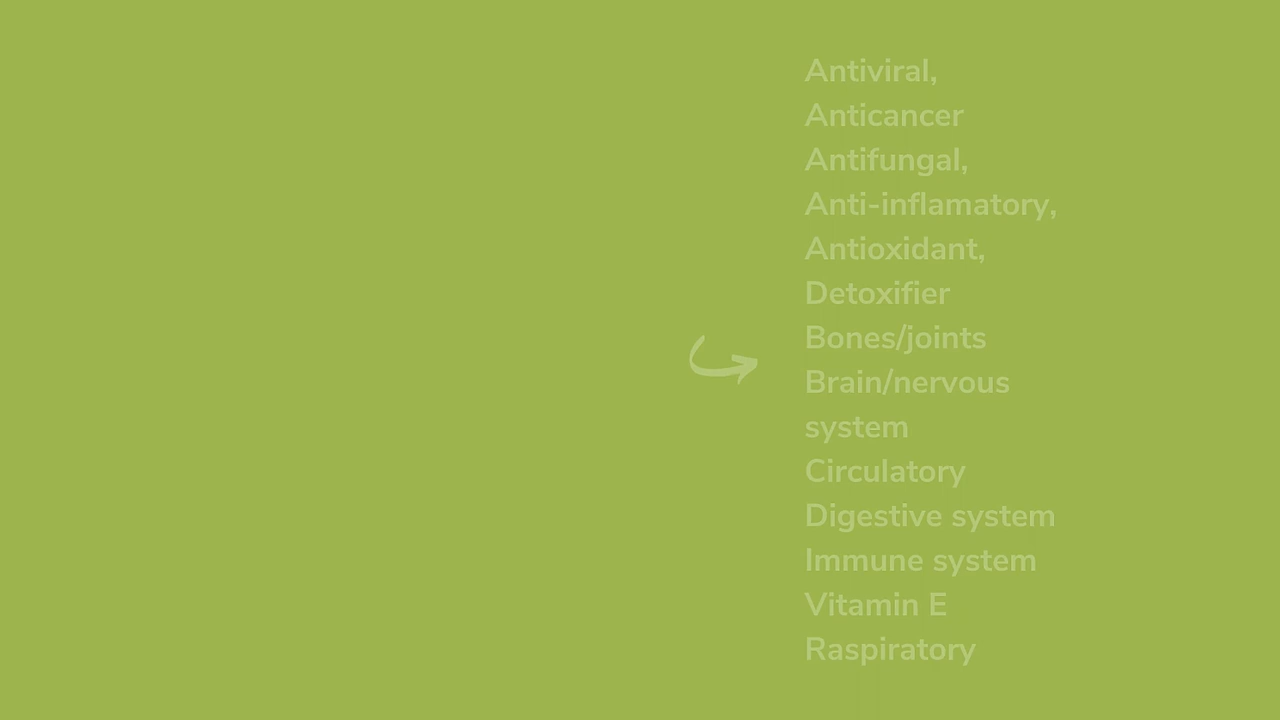 Antiviral,
Anticancer
Antifungal,
Anti-inflamatory,
Antioxidant,
Detoxifier
Bones/joints
Brain/nervous
system
Circulatory
Digestive system
Immune system
Vitamin E
Raspiratory